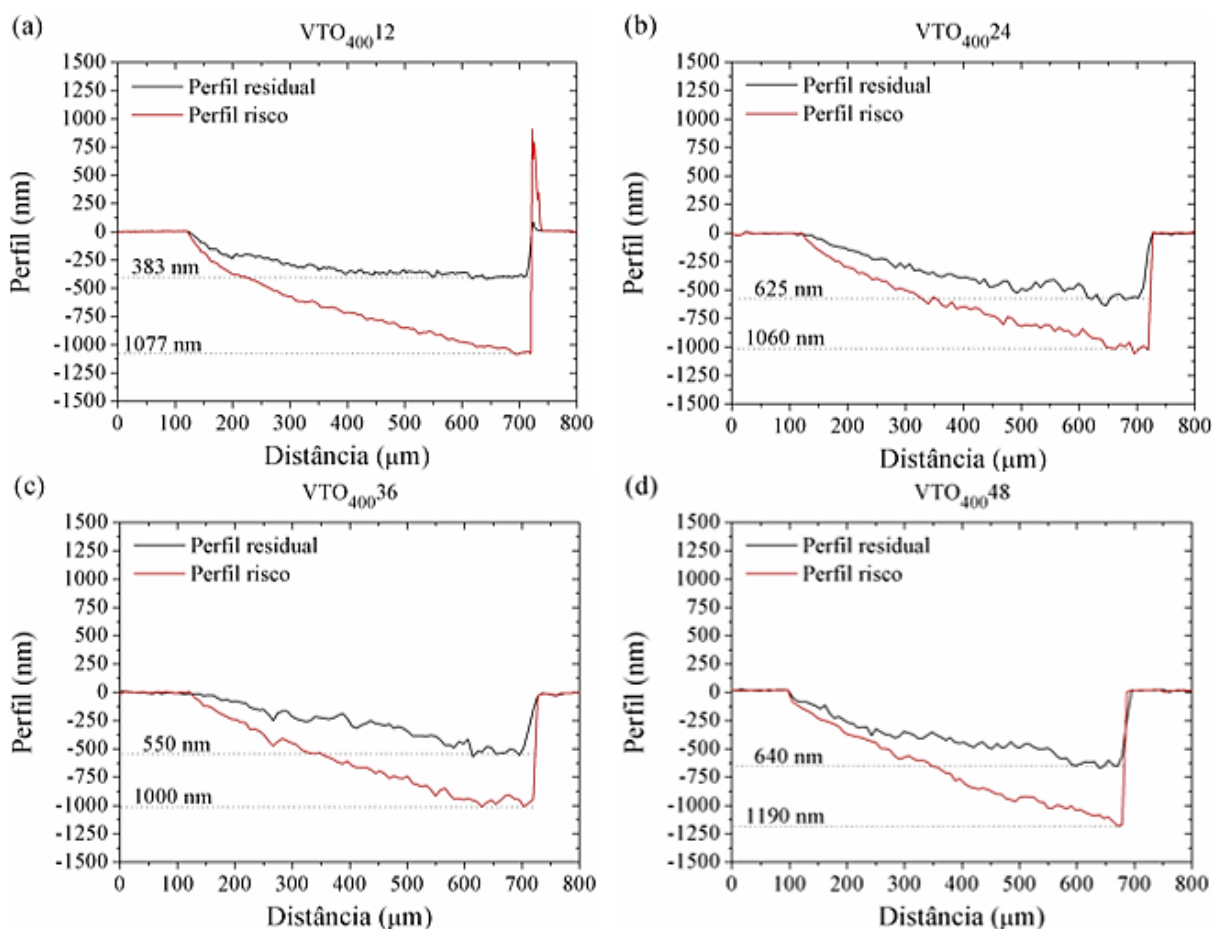 (a)
VTO₄₀₀12
1500
1250
1000
750
500
250
0
-250
-500
-750
-1000
-1250
-1500
Perfil (nm)
Perfil residual
Perfil risco
383 nm
1077 nm
0 100 200 300 400 500 600 700 800
Distância (μm)
(b)
VTO₄₀₀24
1500
1250
1000
750
500
250
0
-250
-500
-750
-1000
-1250
-1500
Perfil (nm)
Perfil residual
Perfil risco
625 nm
1060 nm
0 100 200 300 400 500 600 700 800
Distância (μm)
(c)
VTO₄₀₀36
1500
1250
1000
750
500
250
0
-250
-500
-750
-1000
-1250
-1500
Perfil (nm)
Perfil residual
Perfil risco
550 nm
1000 nm
0 100 200 300 400 500 600 700 800
Distância (μm)
(d)
VTO₄₀₀48
1500
1250
1000
750
500
250
0
-250
-500
-750
-1000
-1250
-1500
Perfil (nm)
Perfil residual
Perfil risco
640 nm
1190 nm
0 100 200 300 400 500 600 700 800
Distância (μm)